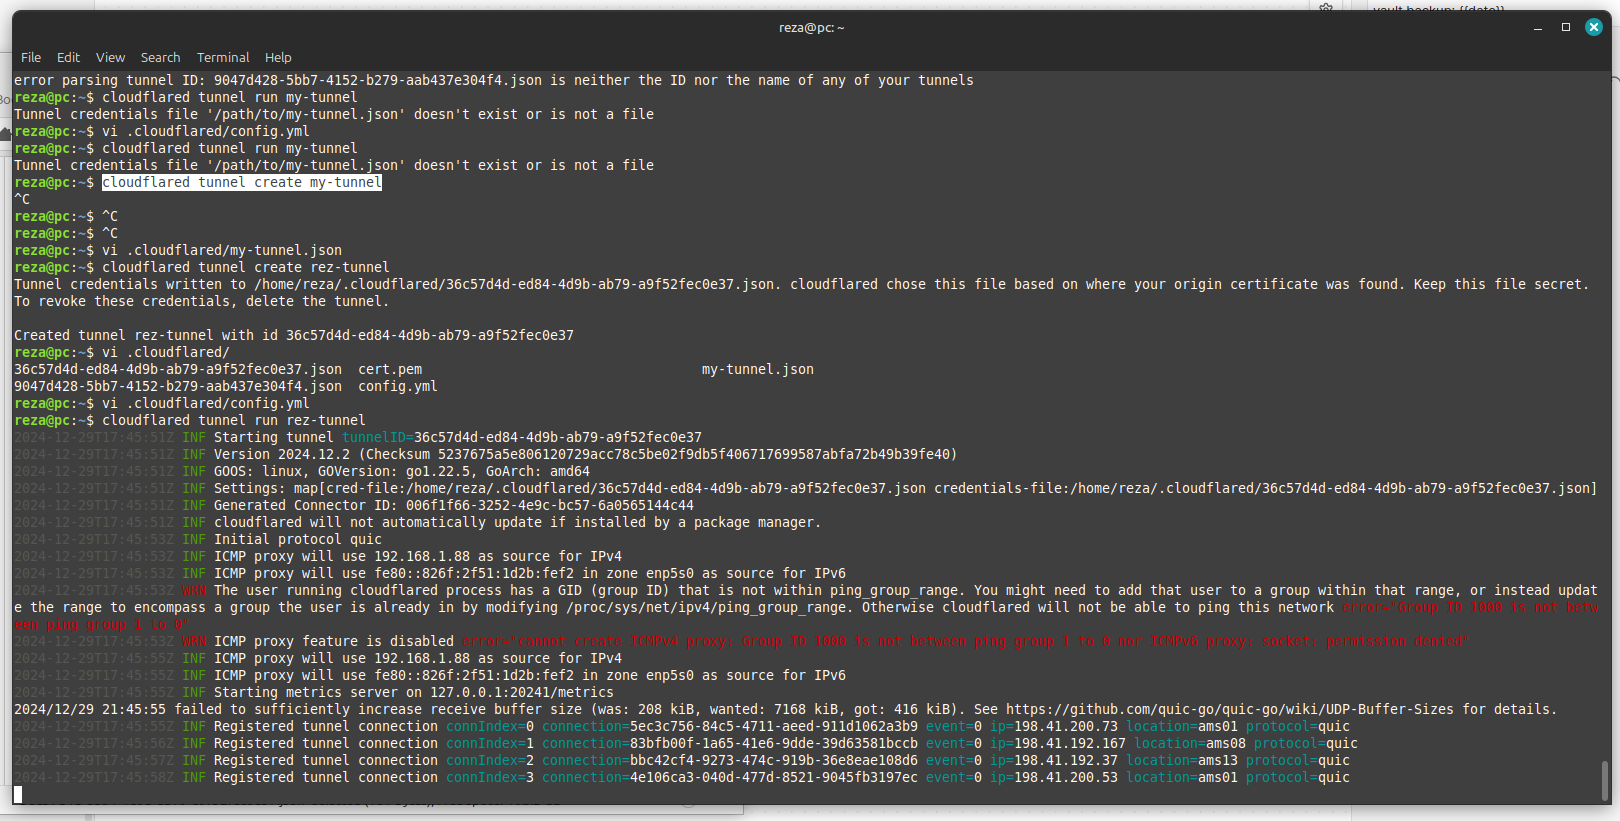 vault backup: {{date}}
reza@pc: ~
File Edit View Search Terminal Help
error parsing tunnel ID: 9047d428-5bb7-4152-b279-aab437e304f4.json is neither the ID nor the name of any of your tunnels
reza@pc:~$ cloudflared tunnel run my-tunnel
Tunnel credentials file '/path/to/my-tunnel.json' doesn't exist or is not a file
reza@pc:~$ vi .cloudflared/config.yml
reza@pc:~$ cloudflared tunnel run my-tunnel
Tunnel credentials file '/path/to/my-tunnel.json' doesn't exist or is not a file
reza@pc:~$ cloudflared tunnel create my-tunnel
^C
reza@pc:~$ ^C
reza@pc:~$ ^C
reza@pc:~$ vi .cloudflared/my-tunnel.json
reza@pc:~$ cloudflared tunnel create rez-tunnel
Tunnel credentials written to /home/reza/.cloudflared/36c57d4d-ed84-4d9b-ab79-a9f52fec0e37.json. cloudflared chose this file based on where your origin certificate was found. Keep this file secret.
To revoke these credentials, delete the tunnel.
Created tunnel rez-tunnel with id 36c57d4d-ed84-4d9b-ab79-a9f52fec0e37
reza@pc:~$ vi .cloudflared/
36c57d4d-ed84-4d9b-ab79-a9f52fec0e37.json cert.pem my-tunnel.json
9047d428-5bb7-4152-b279-aab437e304f4.json config.yml
reza@pc:~$ vi .cloudflared/config.yml
reza@pc:~$ cloudflared tunnel run rez-tunnel
2024-12-29T17:45:51Z INF Starting tunnel tunnelID=36c57d4d-ed84-4d9b-ab79-a9f52fec0e37
2024-12-29T17:45:51Z INF Version 2024.12.2 (Checksum 5237675a5e806120729acc78c5be02f9db5f406717699587abfa72b49b39fe40)
2024-12-29T17:45:51Z INF GOOS: linux, GOVersion: go1.22.5, GoArch: amd64
2024-12-29T17:45:51Z INF Settings: map[cred-file:/home/reza/.cloudflared/36c57d4d-ed84-4d9b-ab79-a9f52fec0e37.json credentials-file:/home/reza/.cloudflared/36c57d4d-ed84-4d9b-ab79-a9f52fec0e37.json]
2024-12-29T17:45:51Z INF Generated Connector ID: 006f1f66-3252-4e9c-bc57-6a0565144c44
2024-12-29T17:45:51Z INF cloudflared will not automatically update if installed by a package manager.
2024-12-29T17:45:53Z INF Initial protocol quic
2024-12-29T17:45:53Z INF ICMP proxy will use 192.168.1.88 as source for IPv4
2024-12-29T17:45:53Z INF ICMP proxy will use fe80::826f:2f51:1d2b:fef2 in zone enp5s0 as source for IPv6
2024-12-29T17:45:53Z WRN The user running cloudflared process has a GID (group ID) that is not within ping_group_range. You might need to add that user to a group within that range, or instead updat
e the range to encompass a group the user is already in by modifying /proc/sys/net/ipv4/ping_group_range. Otherwise cloudflared will not be able to ping this network error="Group ID 1000 is not betw
een ping group 1 to 0"
2024-12-29T17:45:53Z WRN ICMP proxy feature is disabled error="cannot create ICMPv4 proxy: Group ID 1000 is not between ping group 1 to 0 nor ICMPv6 proxy: socket: permission denied"
2024-12-29T17:45:55Z INF ICMP proxy will use 192.168.1.88 as source for IPv4
2024-12-29T17:45:55Z INF ICMP proxy will use fe80::826f:2f51:1d2b:fef2 in zone enp5s0 as source for IPv6
2024-12-29T17:45:55Z INF Starting metrics server on 127.0.0.1:20241/metrics
2024/12/29 21:45:55 failed to sufficiently increase receive buffer size (was: 208 kiB, wanted: 7168 kiB, got: 416 kiB). See https://github.com/quic-go/quic-go/wiki/UDP-Buffer-Sizes for details.
2024-12-29T17:45:55Z INF Registered tunnel connection connIndex=0 connection=5ec3c756-84c5-4711-aeed-911d1062a3b9 event=0 ip=198.41.200.73 location=ams01 protocol=quic
2024-12-29T17:45:56Z INF Registered tunnel connection connIndex=1 connection=83bfb00f-1a65-41e6-9dde-39d63581bccb event=0 ip=198.41.192.167 location=ams08 protocol=quic
2024-12-29T17:45:57Z INF Registered tunnel connection connIndex=2 connection=bbc42cf4-9273-474c-919b-36e8eae108d6 event=0 ip=198.41.192.37 location=ams13 protocol=quic
2024-12-29T17:45:58Z INF Registered tunnel connection connIndex=3 connection=4e106ca3-040d-477d-8521-9045fb3197ec event=0 ip=198.41.200.53 location=ams01 protocol=quic